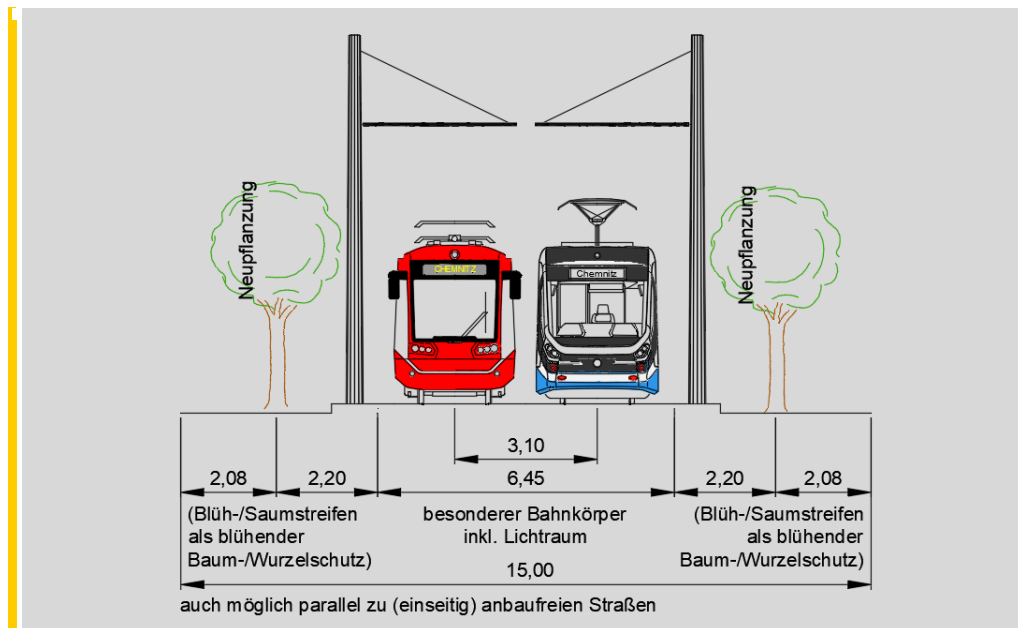 Neupflanzung
Neupflanzung
CHEMNITZ
Chemnitz
3,10
2,08
2,20
6,45
2,20
2,08
(Blüh-/Saumstreifen
als blühender
Baum-/Wurzelschutz)
besonderer Bahnkörper
inkl. Lichtraum
(Blüh-/Saumstreifen
als blühender
Baum-/Wurzelschutz)
15,00
auch möglich parallel zu (einseitig) anbaufreien Straßen